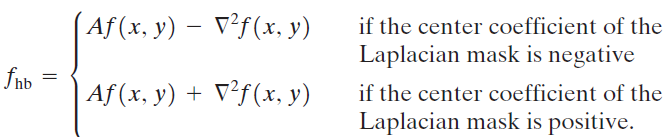 Af(x, y) − ∇²f(x, y) if the center coefficient of the
Laplacian mask is negative
f_hb =
Af(x, y) + ∇²f(x, y) if the center coefficient of the
Laplacian mask is positive.